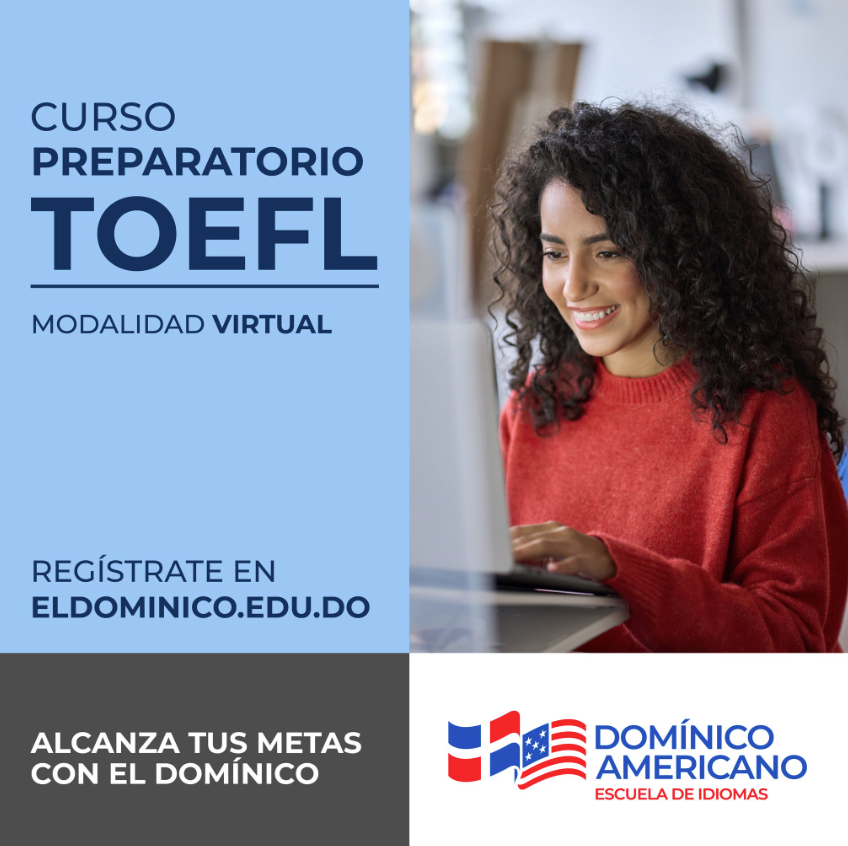 CURSO
PREPARATORIO
TOEFL
MODALIDAD VIRTUAL
REGÍSTRATE EN
ELDOMINICO.EDU.DO
ALCANZA TUS METAS
CON EL DOMÍNICO
DOMÍNICO
AMERICANO
ESCUELA DE IDIOMAS